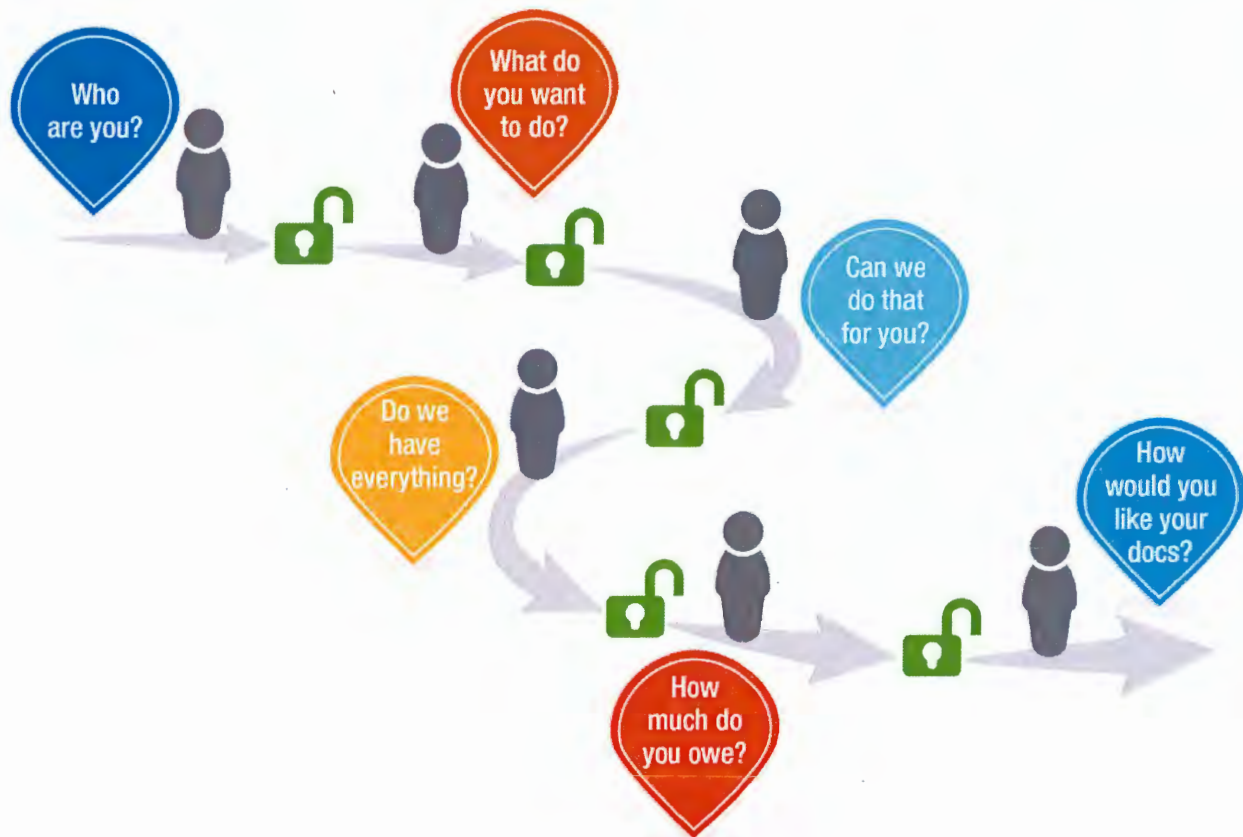 Who
are you?
What do
you want
to do?
Can we
do that
for you?
Do we
have
everything?
How
much do
you owe?
How
would you
like your
docs?